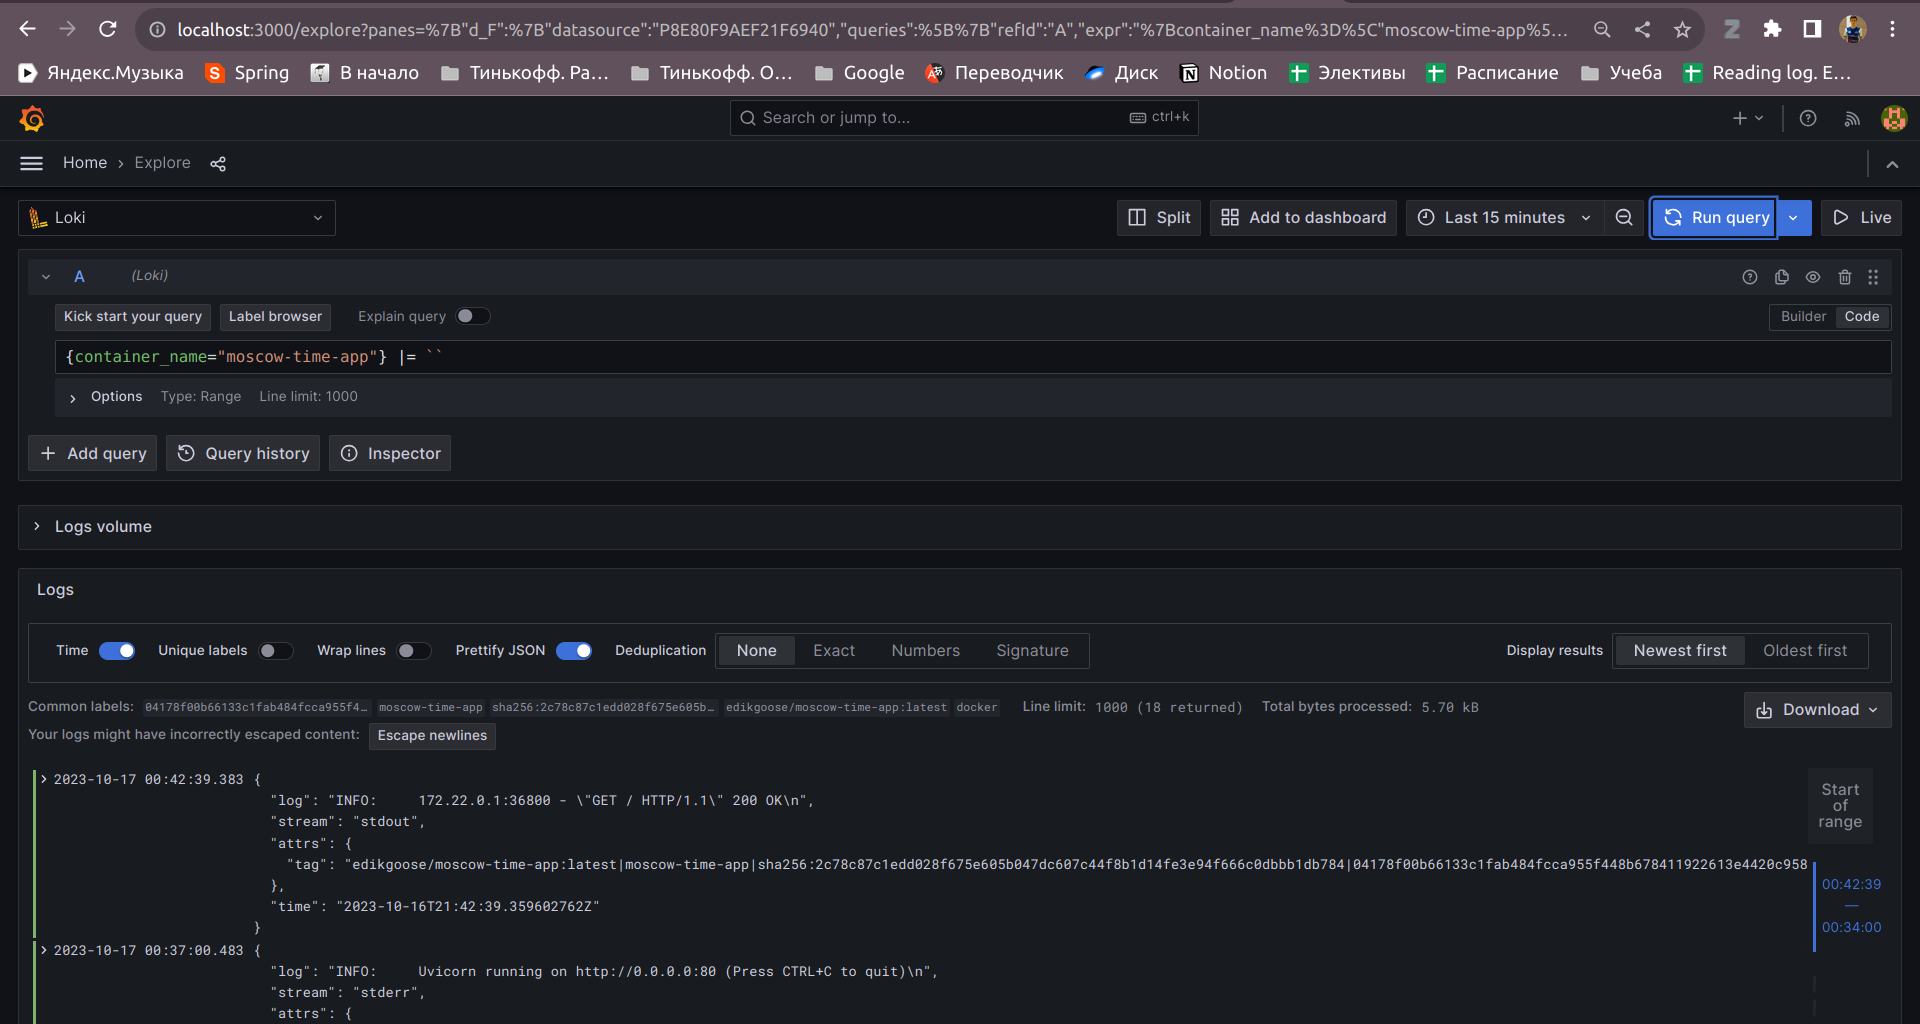 localhost:3000/explore?panes=%7B"d_F":%7B"datasource":"P8E80F9AEF21F6940","queries":%5B%7B"refId":"A","expr":"%7Bcontainer_name%3D%5C"moscow-time-app%5...
Яндекс.Музыка Spring В начало Тинькофф. Ра... Тинькофф. О... Google Переводчик Диск Notion Элективы Расписание Учеба Reading log. E...
Search or jump to... ctrl+k
Home › Explore
Loki Split Add to dashboard Last 15 minutes Run query Live
A (Loki)
Kick start your query Label browser Explain query Builder Code
{container_name="moscow-time-app"} |= ``
Options Type: Range Line limit: 1000
+ Add query Query history Inspector
Logs volume
Logs
Time Unique labels Wrap lines Prettify JSON Deduplication None Exact Numbers Signature Display results Newest first Oldest first
Common labels: 04178f00b66133c1fab484fcca955f4… moscow-time-app sha256:2c78c87c1edd028f675e605b… edikgoose/moscow-time-app:latest docker Line limit: 1000 (18 returned) Total bytes processed: 5.70 kB Download
Your logs might have incorrectly escaped content: Escape newlines
2023-10-17 00:42:39.383 {
"log": "INFO:     172.22.0.1:36800 - \"GET / HTTP/1.1\" 200 OK\n",
"stream": "stdout",
"attrs": {
"tag": "edikgoose/moscow-time-app:latest|moscow-time-app|sha256:2c78c87c1edd028f675e605b047dc607c44f8b1d14fe3e94f666c0dbbb1db784|04178f00b66133c1fab484fcca955f448b678411922613e4420c958
},
"time": "2023-10-16T21:42:39.359602762Z"
}
2023-10-17 00:37:00.483 {
"log": "INFO:     Uvicorn running on http://0.0.0.0:80 (Press CTRL+C to quit)\n",
"stream": "stderr",
"attrs": {
Start
of
range
00:42:39
—
00:34:00